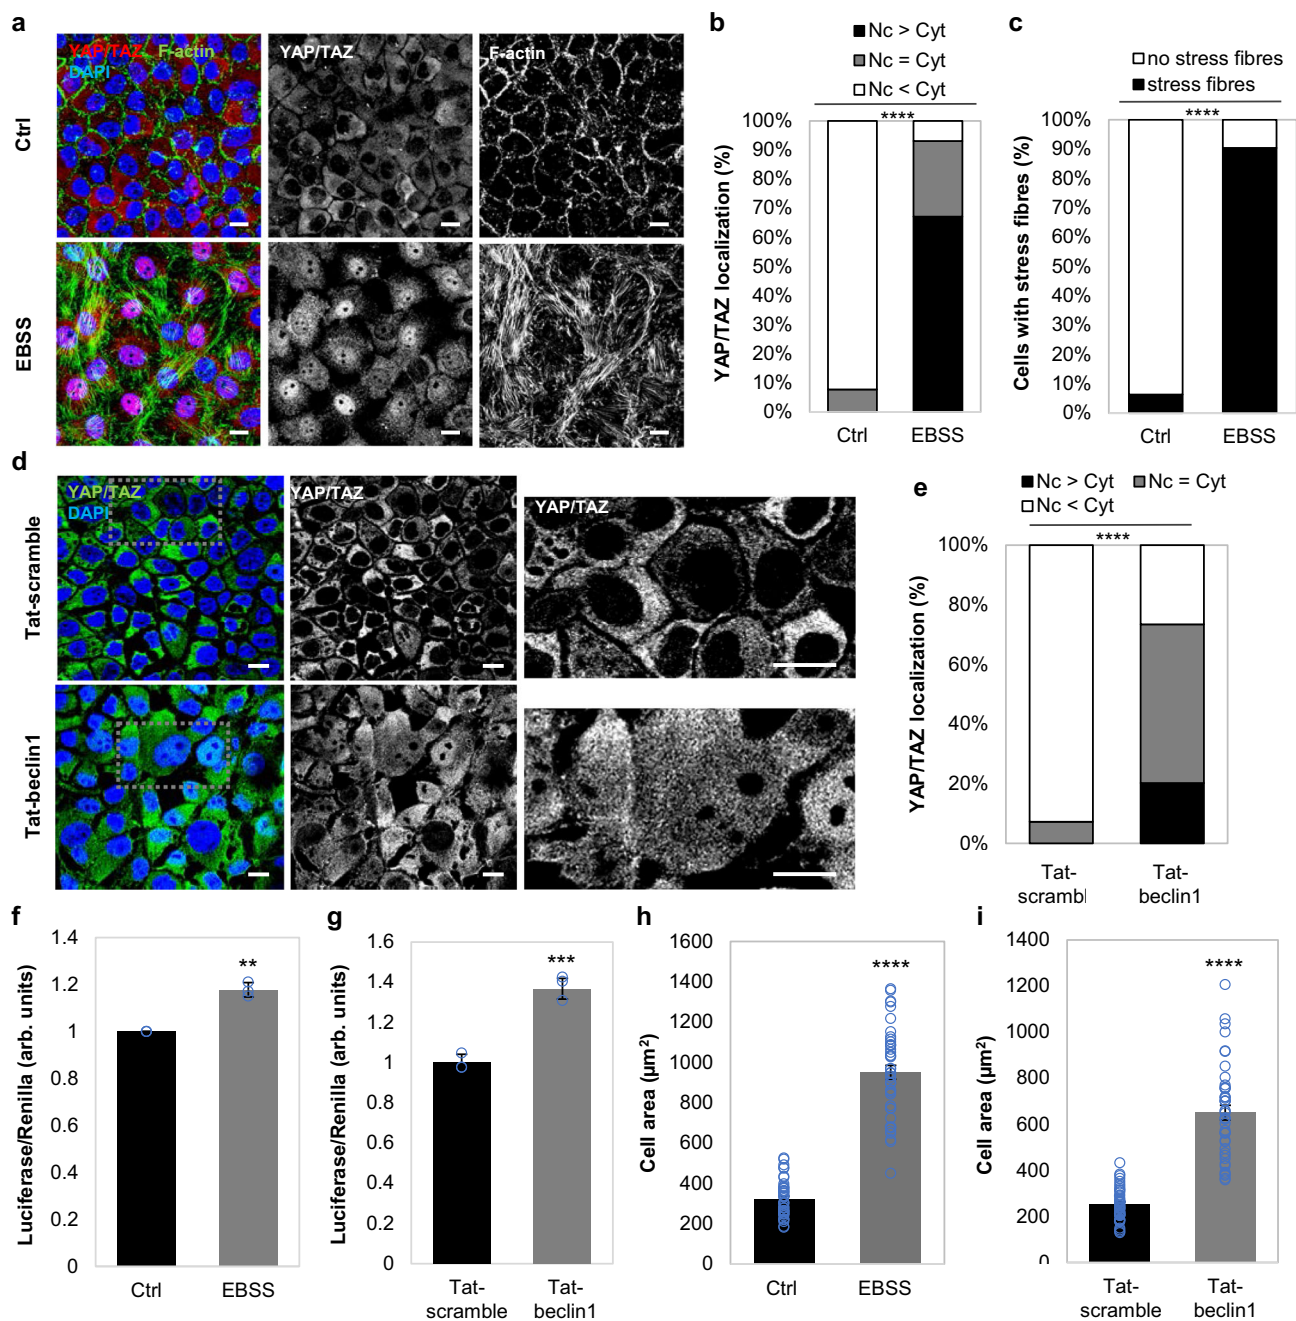 a
YAP/TAZ F-actin
DAPI
YAP/TAZ
F-actin
Ctrl
EBSS
b
Nc > Cyt
Nc = Cyt
Nc < Cyt
****
YAP/TAZ localization (%)
100%
90%
80%
70%
60%
50%
40%
30%
20%
10%
0%
Ctrl EBSS
c
no stress fibres
stress fibres
****
Cells with stress fibres (%)
100%
90%
80%
70%
60%
50%
40%
30%
20%
10%
0%
Ctrl EBSS
d
YAP/TAZ
DAPI
YAP/TAZ
YAP/TAZ
Tat-scramble
Tat-beclin1
e
Nc > Cyt Nc = Cyt
Nc < Cyt
****
YAP/TAZ localization (%)
100%
80%
60%
40%
20%
0%
Tat- Tat-
scrambl beclin1
f
Luciferase/Renilla (arb. units)
1.4
1.2
1
0.8
0.6
0.4
0.2
0
**
Ctrl EBSS
g
Luciferase/Renilla (arb. units)
1.6
1.4
1.2
1
0.8
0.6
0.4
0.2
0
***
Tat- Tat-
scramble beclin1
h
Cell area (μm²)
1600
1400
1200
1000
800
600
400
200
0
****
Ctrl EBSS
i
Cell area (μm²)
1400
1200
1000
800
600
400
200
0
****
Tat- Tat-
scramble beclin1